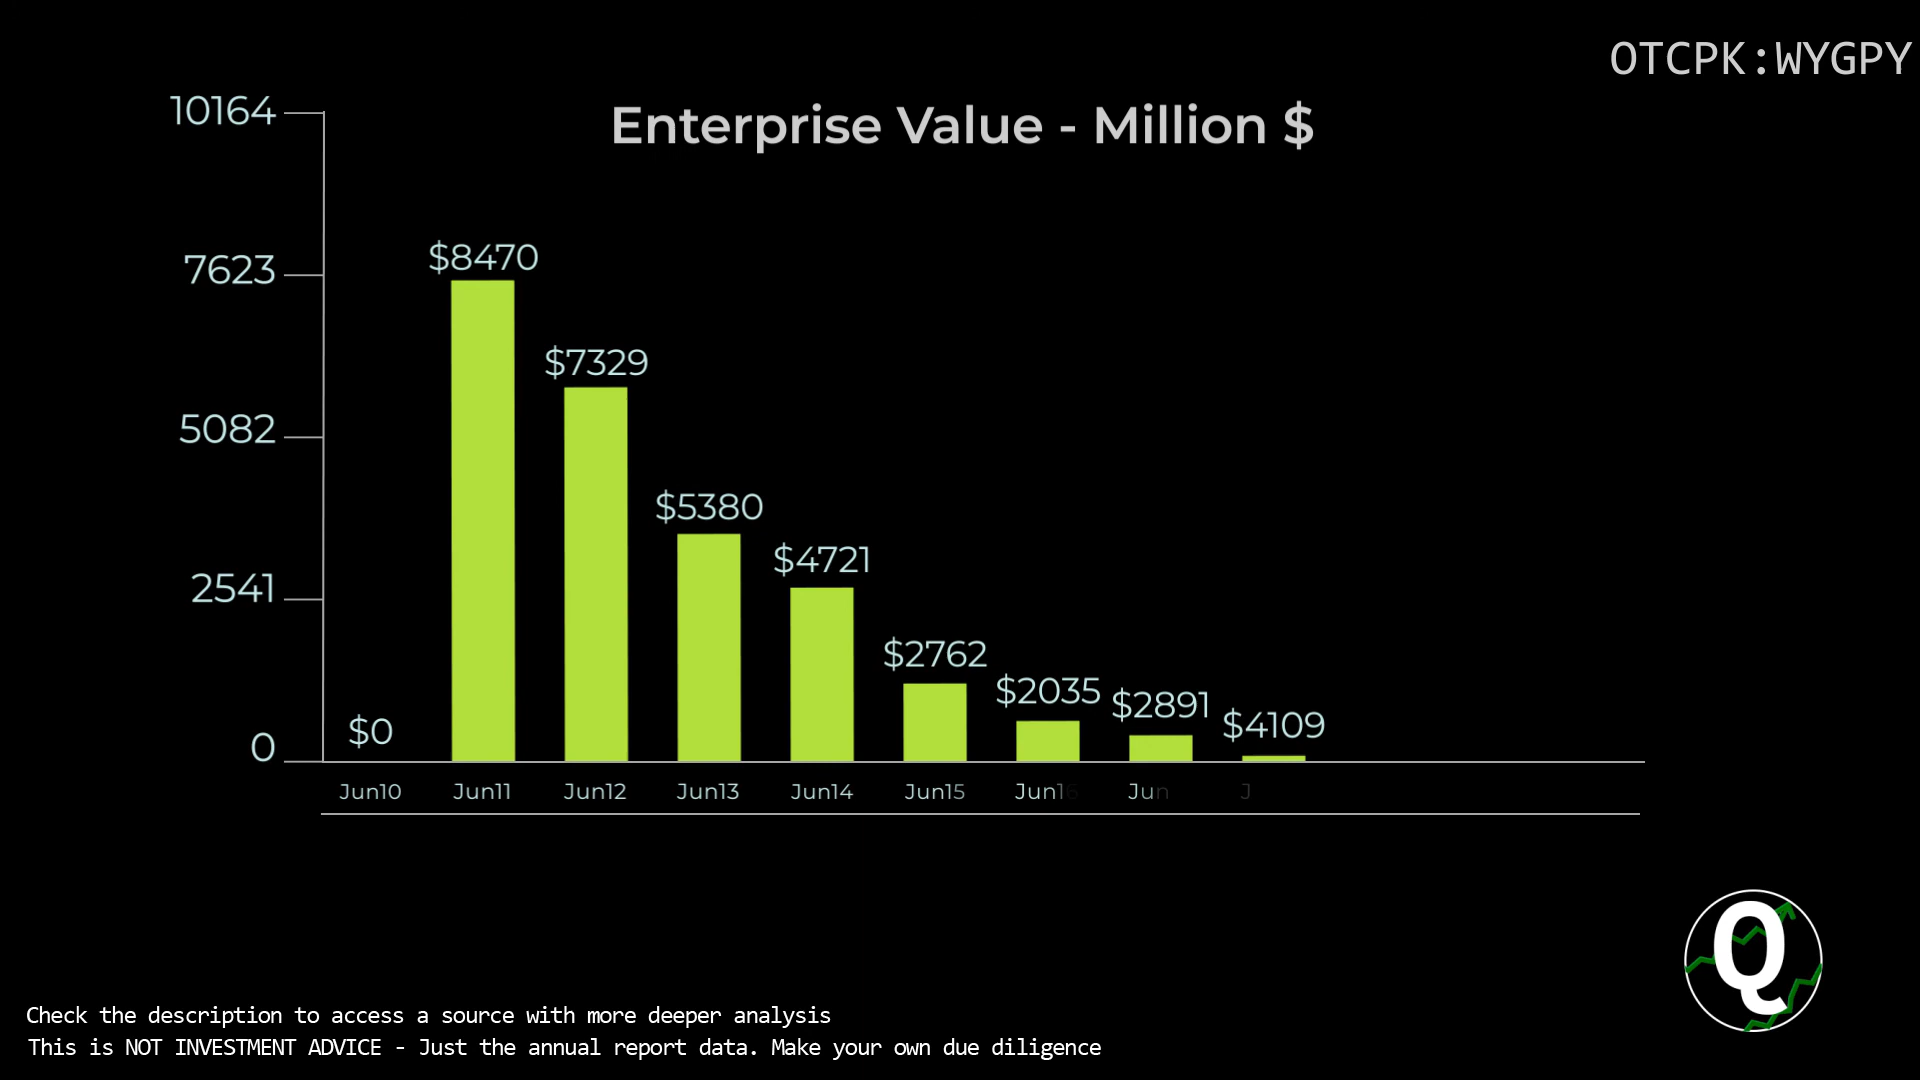 OTCPK:WYGPY
Enterprise Value - Million $
10164
7623
5082
2541
0
$0
$8470
$7329
$5380
$4721
$2762
$2035
$2891
$4109
Jun10
Jun11
Jun12
Jun13
Jun14
Jun15
Jun16
Jun
J
Q
Check the description to access a source with more deeper analysis
This is NOT INVESTMENT ADVICE - Just the annual report data. Make your own due diligence